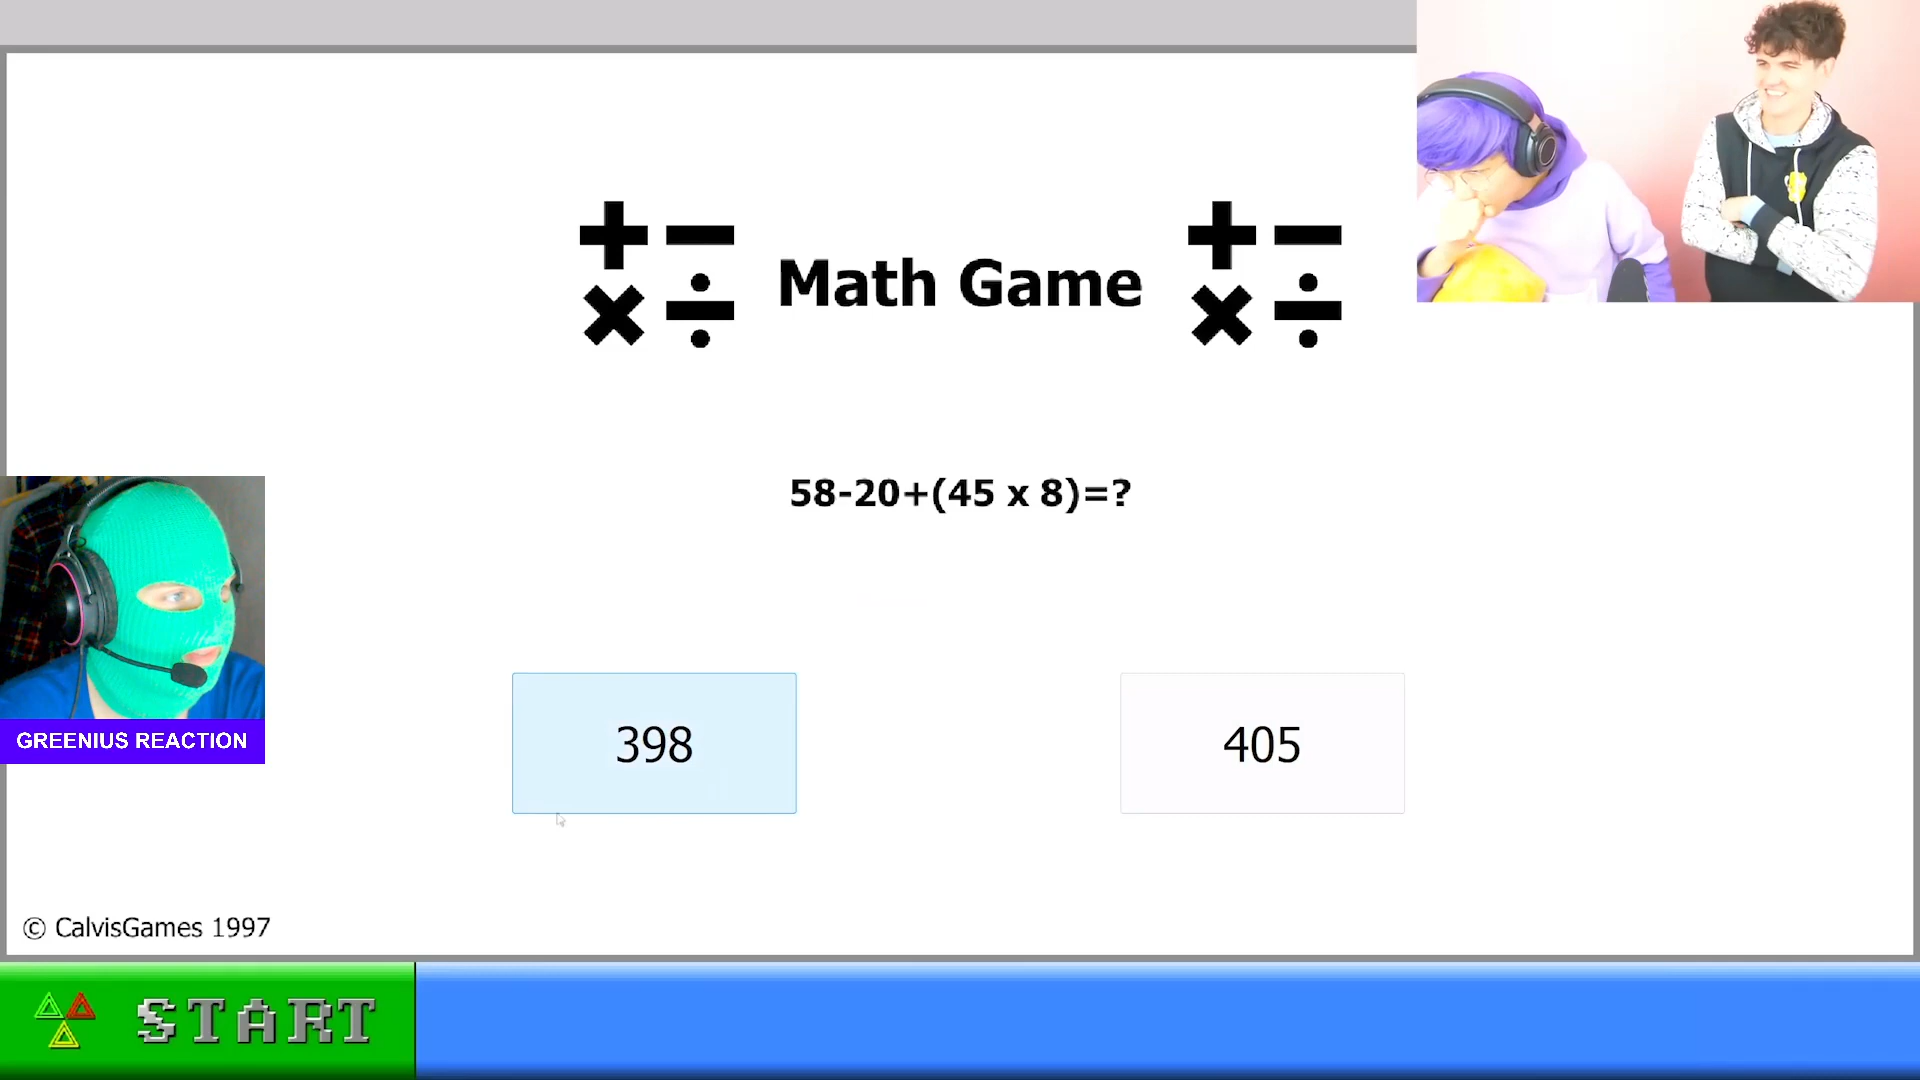 Math Game
58-20+(45 x 8)=?
GREENIUS REACTION
398
405
© CalvisGames 1997
START